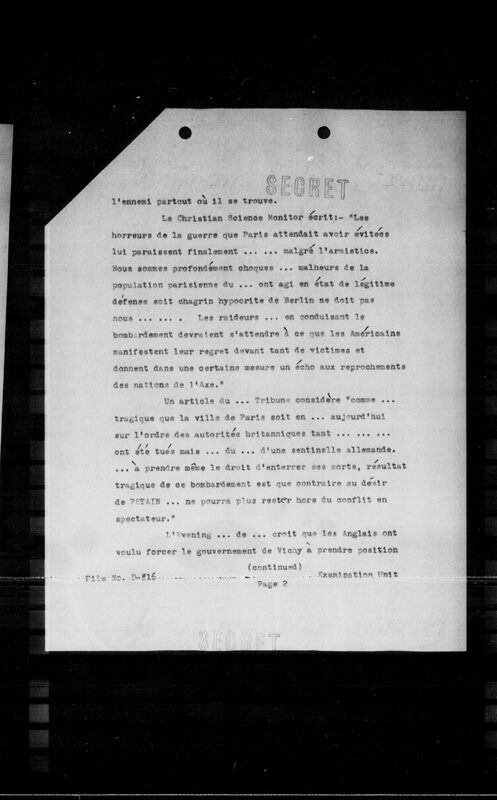 SECRET
l'ennemi partout où il se trouve.
Le Christian Science Monitor écrit:- "Les
horreurs de la guerre que Paris attendait avoir évitées
lui paraissent finalement ... ... malgré l'armistice.
Nous sommes profondément choques ... malheurs de la
population parisienne du ... ont agi en état de légitime
défense soit chagrin hypocrite de Berlin ne doit pas
nous ... ... . Les raideurs ... en conduisant le
bombardement devraient s'attendre à ce que les Américains
manifestent leur regret devant tant de victimes et
donnent dans une certaine mesure un écho aux reprochements
des nations de l'Axe."
Un article du ... Tribune considère "comme ...
tragique que la ville de Paris soit en ... aujourd'hui
sur l'ordre des autorités britanniques tant ... ... ...
ont été tués mais ... du ... d'une sentinelle allemande.
... à prendre même le droit d'enterrer ses morts, résultat
tragique de ce bombardement est que contraire au désir
de PETAIN ... ne pourra plus rester hors du conflit en
spectateur."
L'Evening ... de ... croit que les Anglais ont
voulu forcer le gouvernement de Vichy à prendre position
(continued)
File No. D-516 Examination Unit
Page 2
SECRET